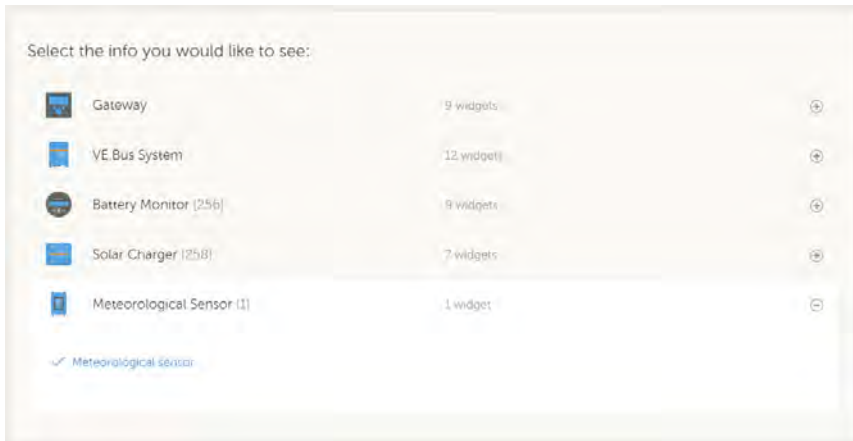 Select the info you would like to see:
Gateway 9 widgets
VE.Bus System 12 widgets
Battery Monitor (256) 9 widgets
Solar Charger (258) 7 widgets
Meteorological Sensor (1) 1 widget
Meteorological sensor